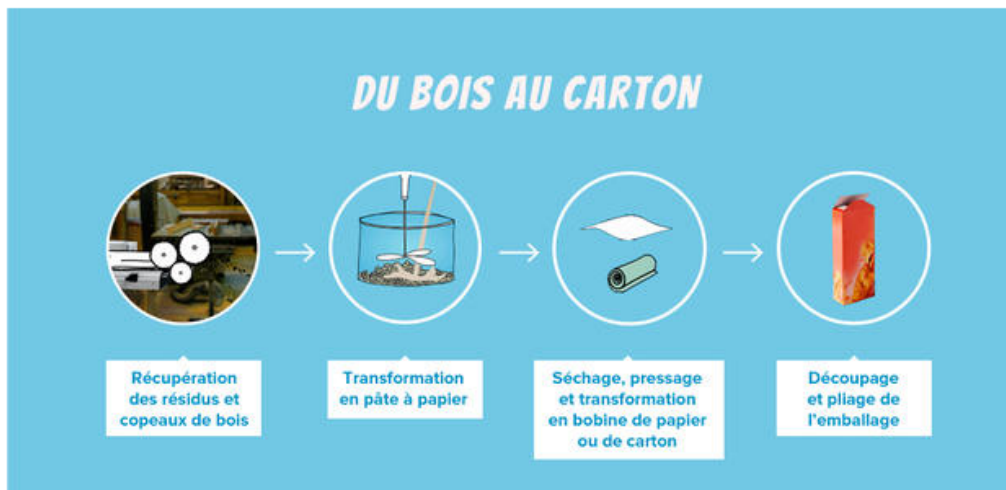 DU BOIS AU CARTON
Récupération
des résidus et
copeaux de bois
Transformation
en pâte à papier
Séchage, pressage
et transformation
en bobine de papier
ou de carton
Découpage
et pliage de
l'emballage